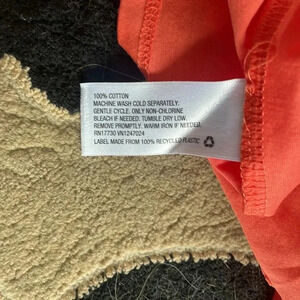 100% COTTON
MACHINE WASH COLD SEPARATELY.
GENTLE CYCLE. ONLY NON-CHLORINE
BLEACH IF NEEDED. TUMBLE DRY LOW.
REMOVE PROMPTLY. WARM IRON IF NEEDED.
RN17730 VN1247024
LABEL MADE FROM 100% RECYCLED PLASTIC